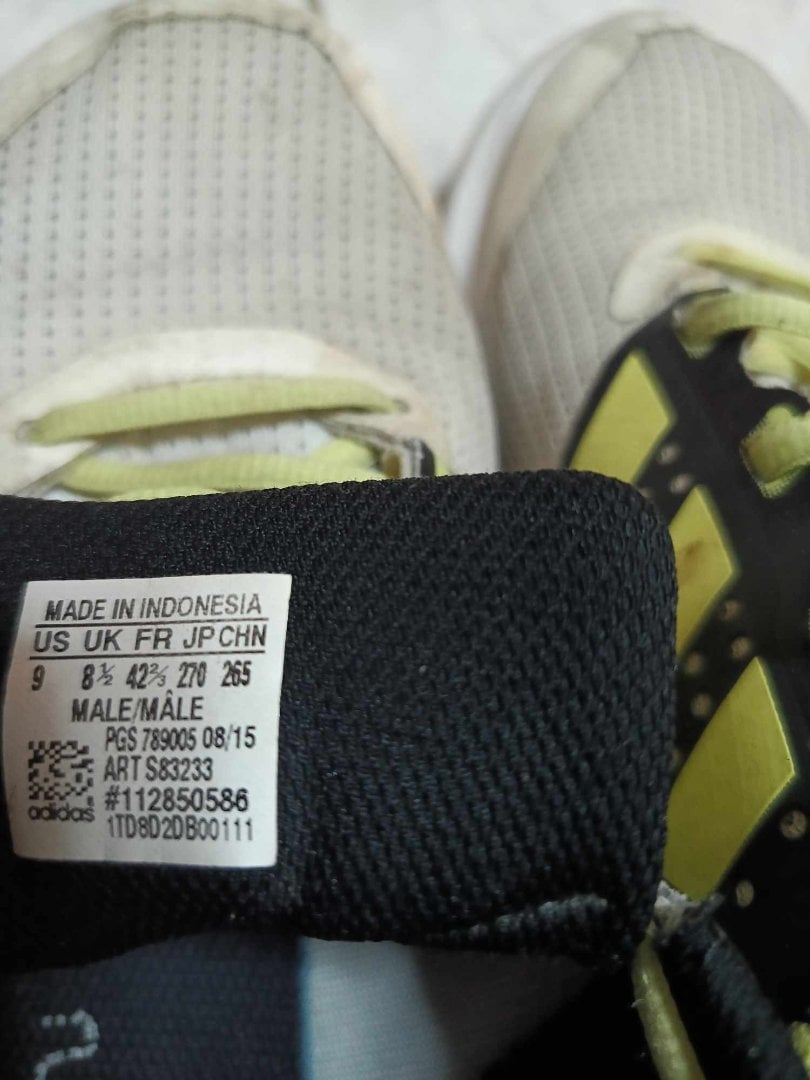 MADE IN INDONESIA
US UK FR JP CHN
9 8½ 42⅔ 270 265
MALE/MÂLE
PGS 789005 08/15
ART S83233
#112850586
adidas 1TD8D2DB00111